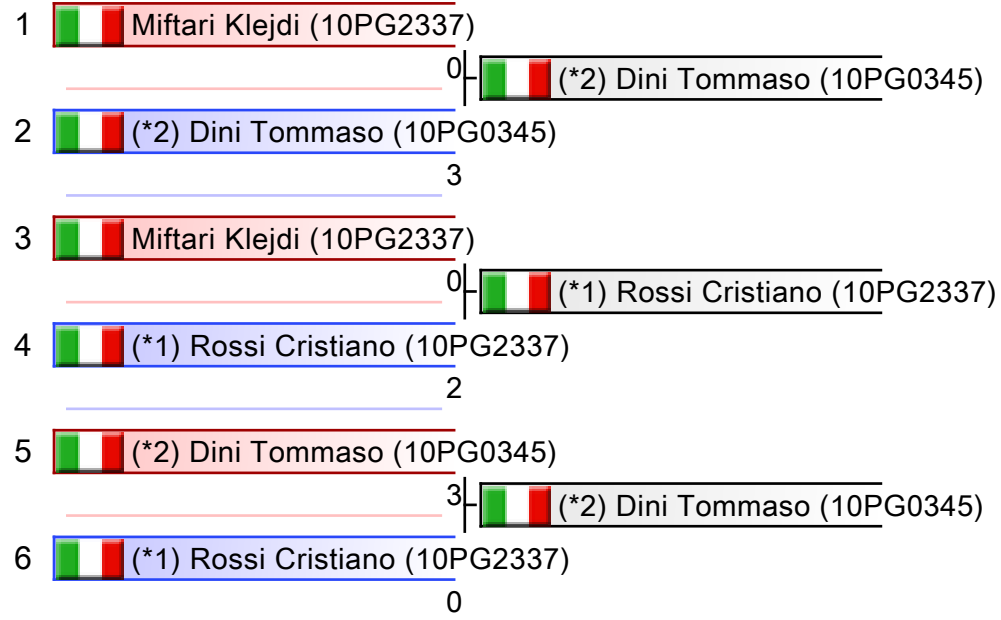 1 Miftari Klejdi (10PG2337)
0 (*2) Dini Tommaso (10PG0345)
2 (*2) Dini Tommaso (10PG0345)
3
3 Miftari Klejdi (10PG2337)
0 (*1) Rossi Cristiano (10PG2337)
4 (*1) Rossi Cristiano (10PG2337)
2
5 (*2) Dini Tommaso (10PG0345)
3 (*2) Dini Tommaso (10PG0345)
6 (*1) Rossi Cristiano (10PG2337)
0